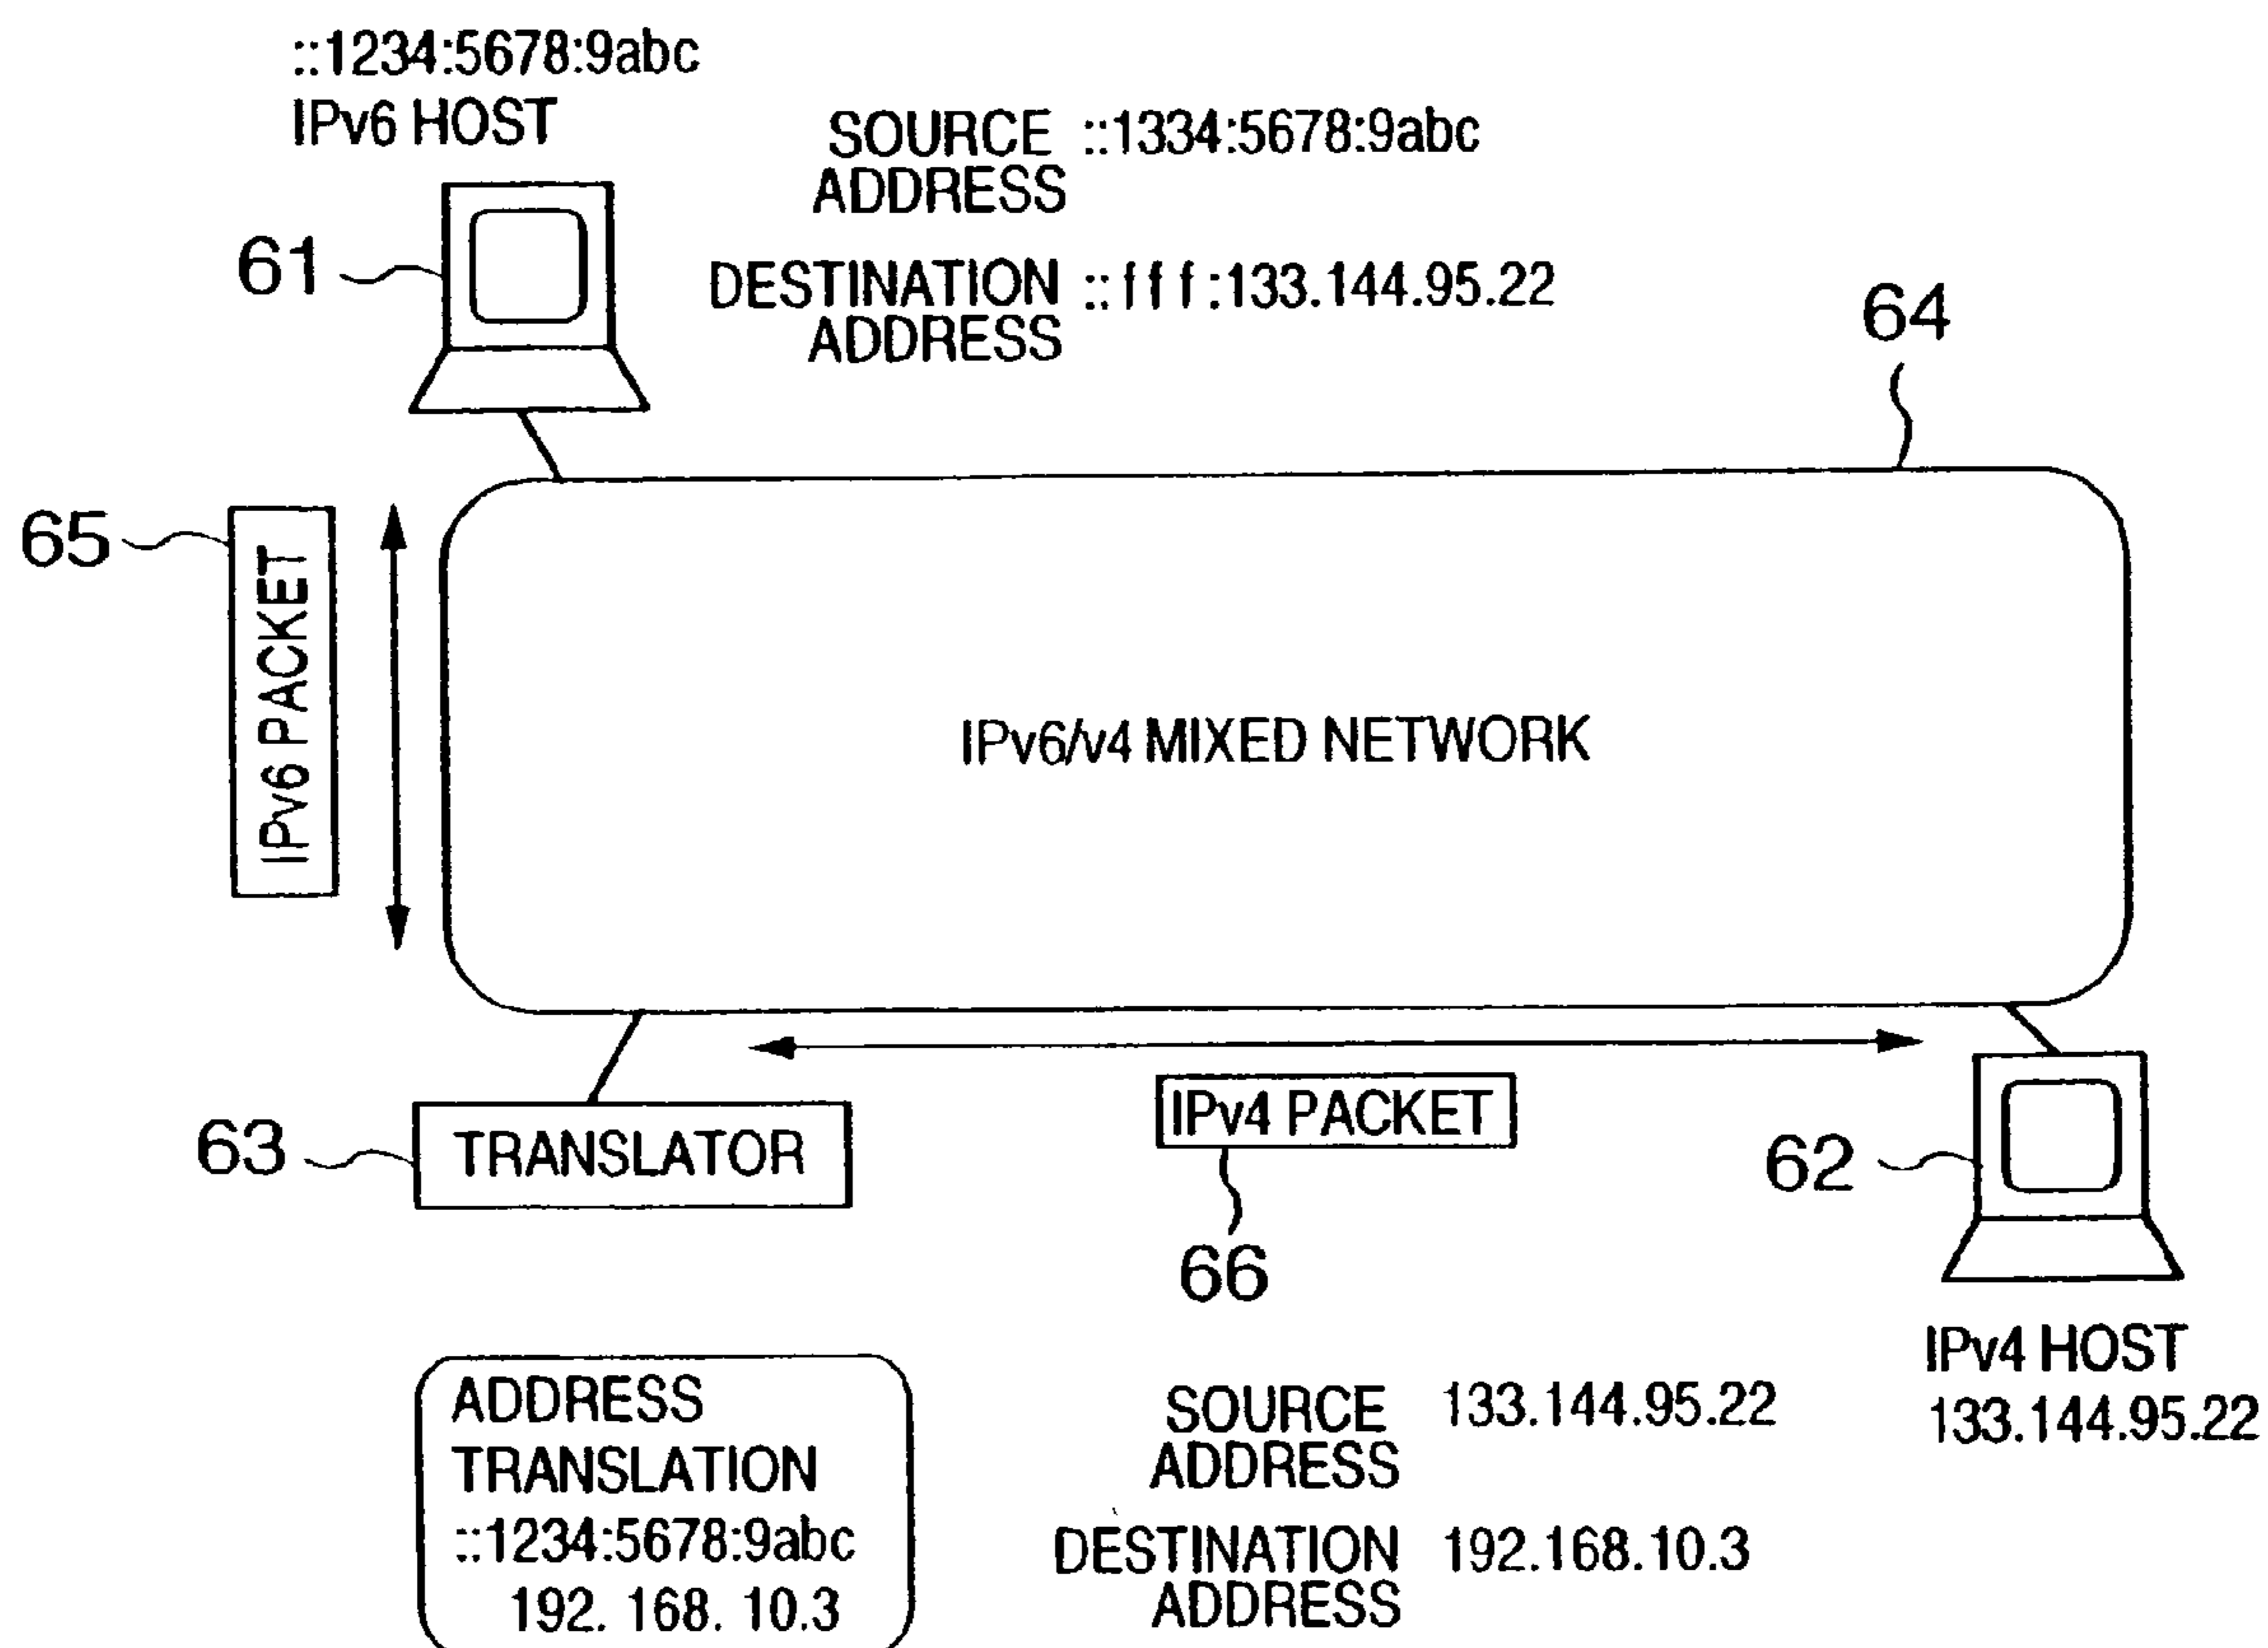 ::1234:5678:9abc
IPv6 HOST
SOURCE ::1334:5678:9abc
ADDRESS
61
DESTINATION ::fff:133.144.95.22
ADDRESS
64
65
IPv6 PACKET
IPv6/v4 MIXED NETWORK
63
TRANSLATOR
IPv4 PACKET
62
66
IPv4 HOST
133.144.95.22
ADDRESS
TRANSLATION
::1234:5678:9abc
192. 168. 10.3
SOURCE 133.144.95.22
ADDRESS
DESTINATION 192.168.10.3
ADDRESS